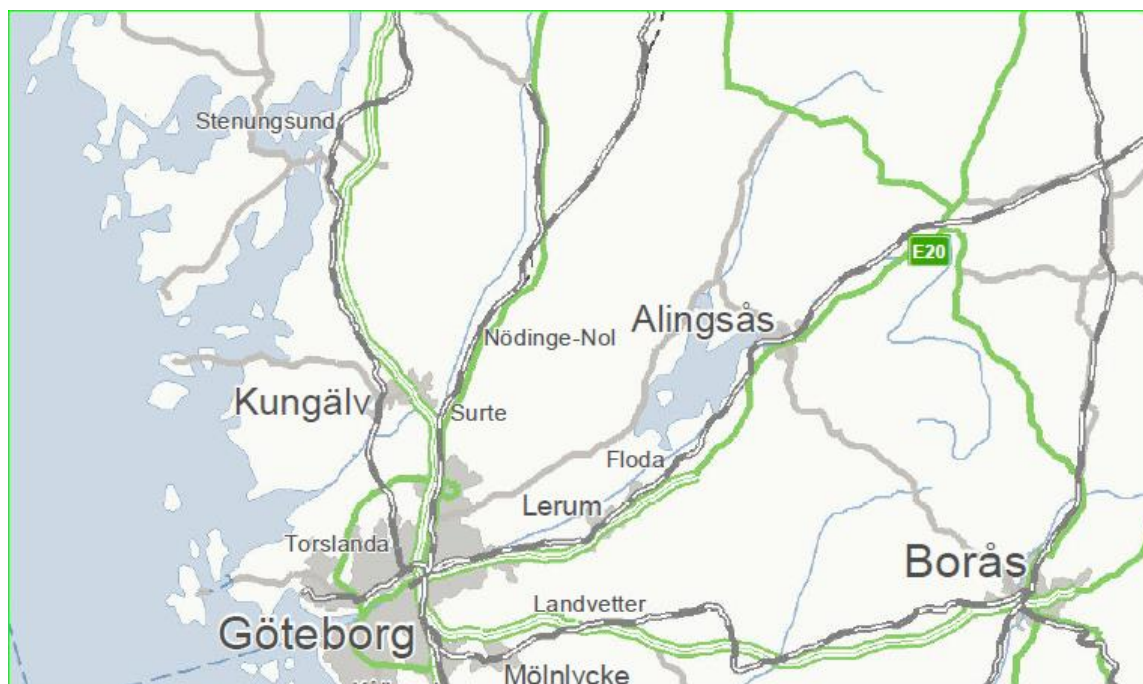 Stenungsund
E20
Alingsås
Nödinge-Nol
Kungälv
Surte
Floda
Lerum
Torslanda
Borås
Landvetter
Göteborg
Mölnlycke